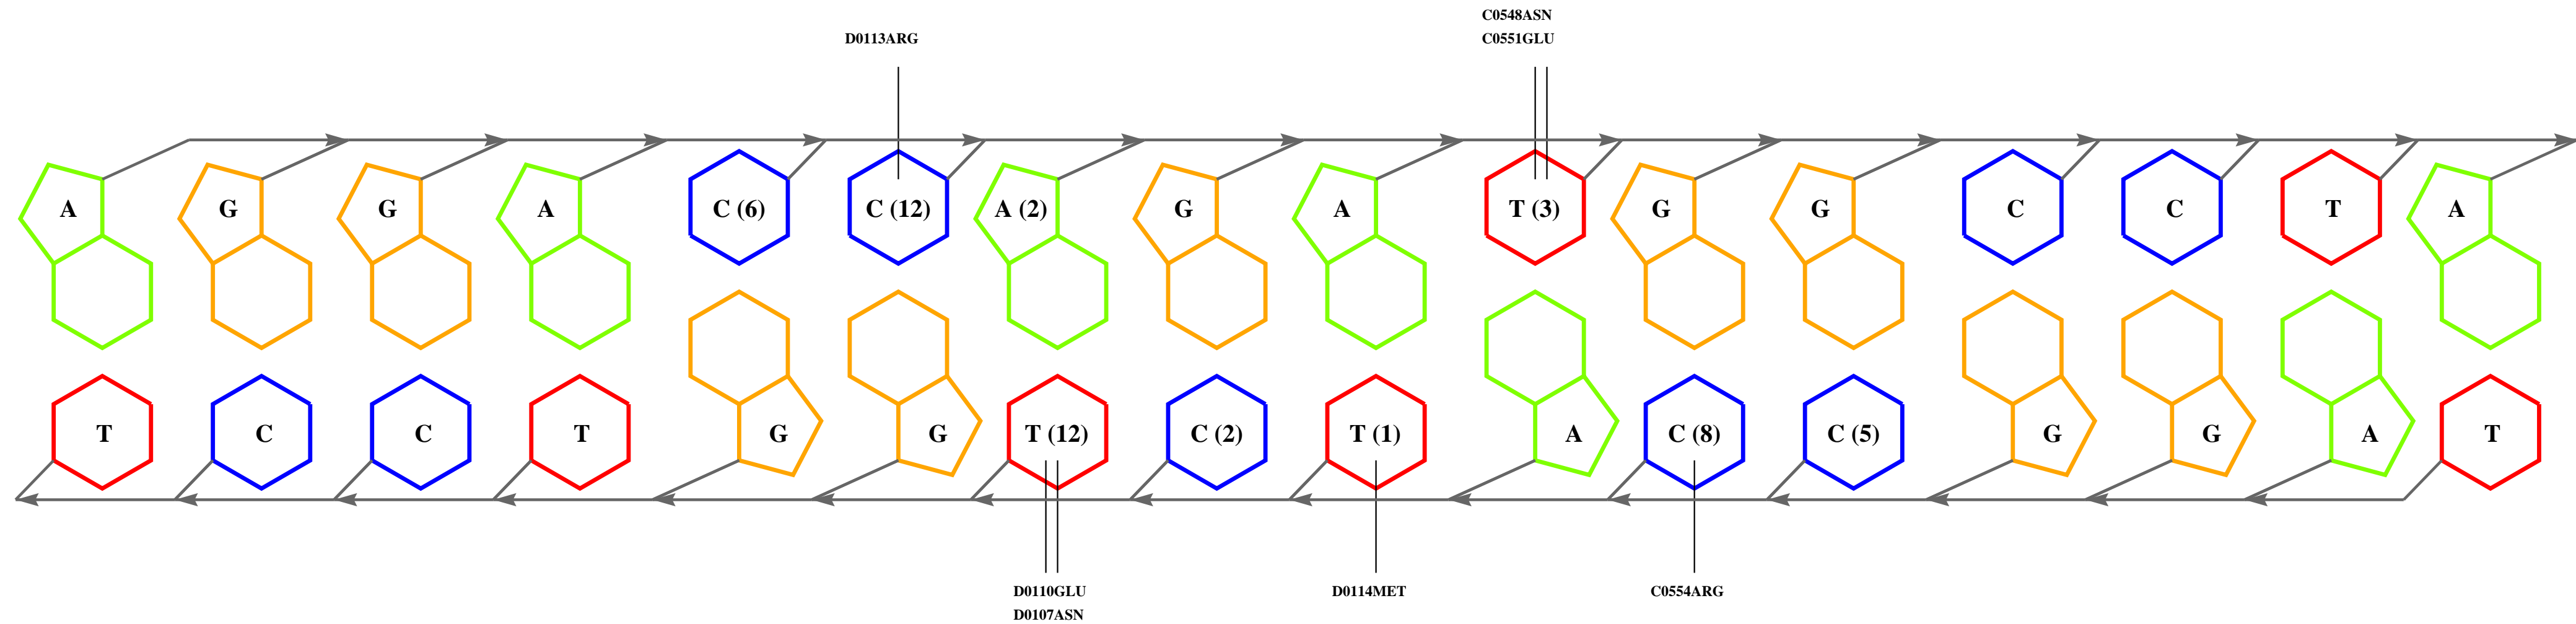 C0548ASN
D0113ARG C0551GLU
A G G A C (6) C (12) A (2) G A T (3) G G C C T A
T C C T G G T (12) C (2) T (1) A C (8) C (5) G G A T
D0110GLU D0114MET C0554ARG
D0107ASN